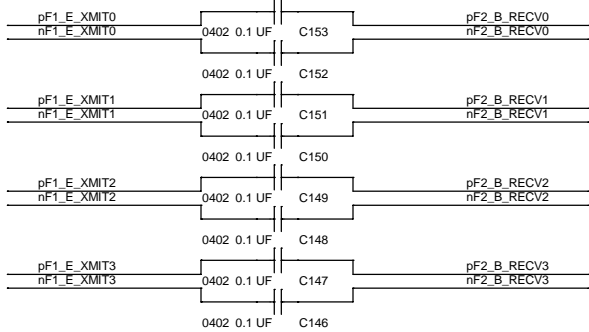 pF1_E_XMIT0 pF2_B_RECV0
nF1_E_XMIT0 0402 0.1 UF C153 nF2_B_RECV0
0402 0.1 UF C152
pF1_E_XMIT1 pF2_B_RECV1
nF1_E_XMIT1 0402 0.1 UF C151 nF2_B_RECV1
0402 0.1 UF C150
pF1_E_XMIT2 pF2_B_RECV2
nF1_E_XMIT2 0402 0.1 UF C149 nF2_B_RECV2
0402 0.1 UF C148
pF1_E_XMIT3 pF2_B_RECV3
nF1_E_XMIT3 0402 0.1 UF C147 nF2_B_RECV3
0402 0.1 UF C146